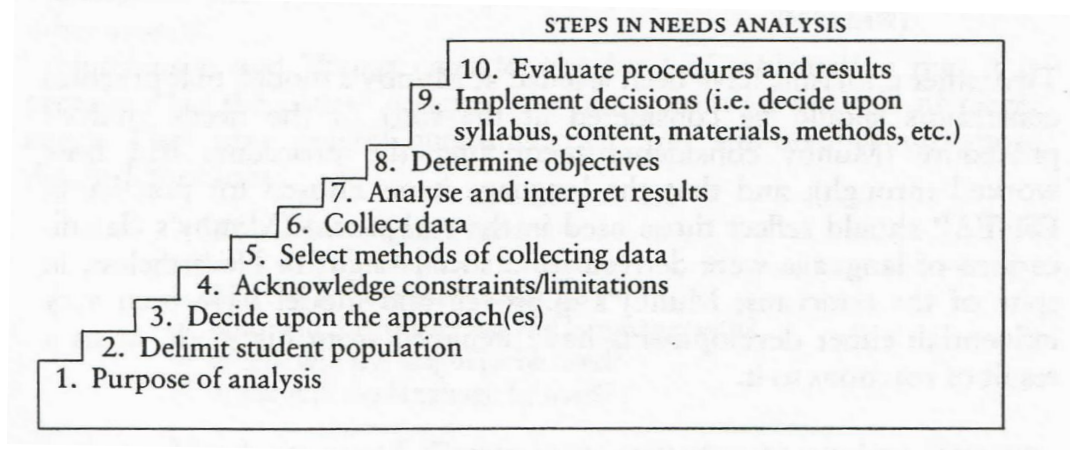 STEPS IN NEEDS ANALYSIS
10. Evaluate procedures and results
9. Implement decisions (i.e. decide upon
syllabus, content, materials, methods, etc.)
8. Determine objectives
7. Analyse and interpret results
6. Collect data
5. Select methods of collecting data
4. Acknowledge constraints/limitations
3. Decide upon the approach(es)
2. Delimit student population
1. Purpose of analysis